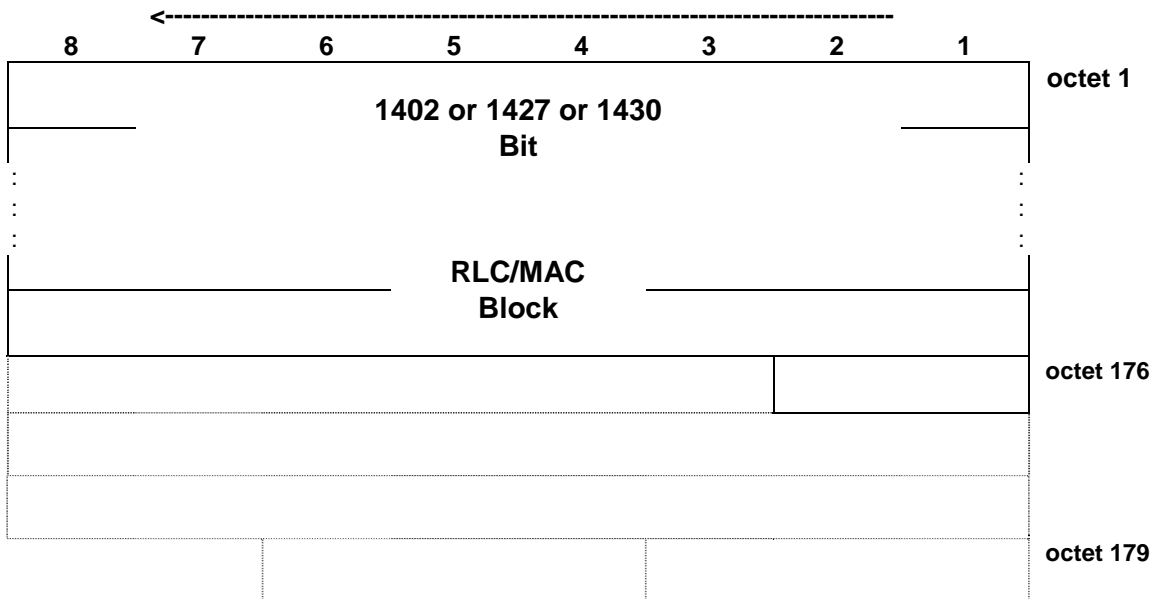 <---------------------------------------------------------------------------------
8 7 6 5 4 3 2 1
octet 1
1402 or 1427 or 1430
Bit
:
:
:
:
:
:
RLC/MAC
Block
octet 176
octet 179